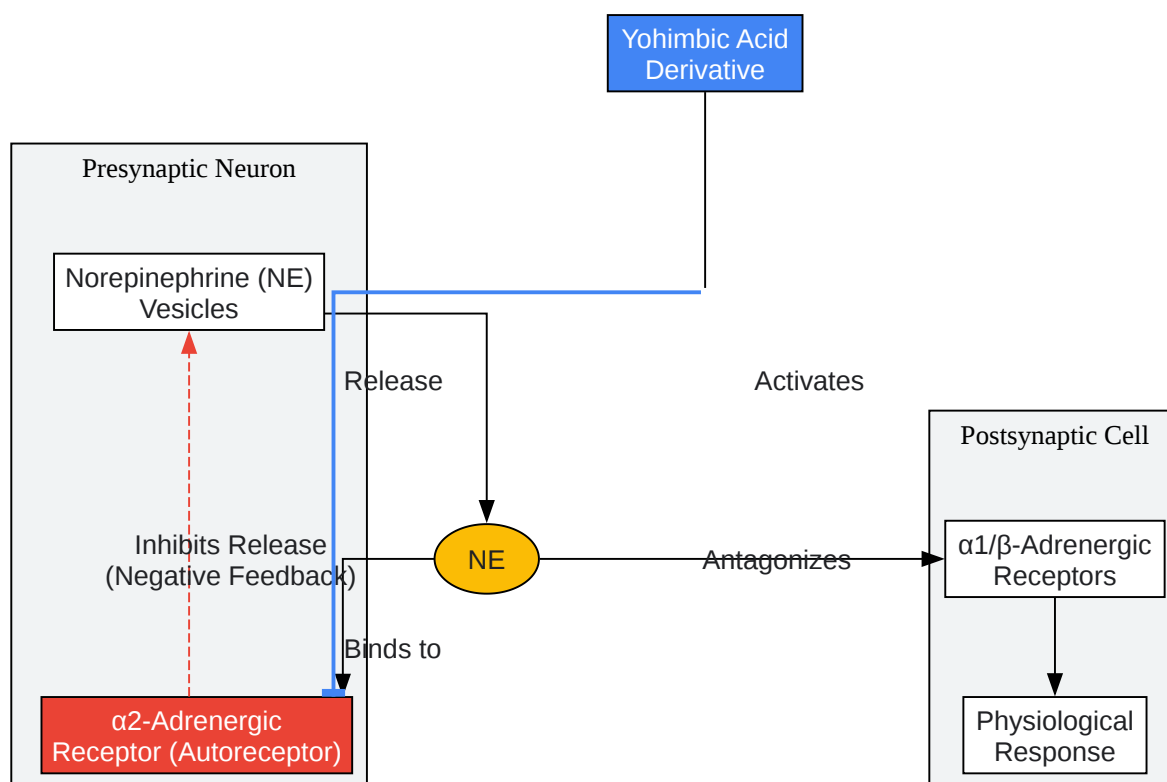 Yohimbic Acid
Derivative
Presynaptic Neuron
Norepinephrine (NE)
Vesicles
Release
Activates
Postsynaptic Cell
Inhibits Release
(Negative Feedback)
NE
Antagonizes
α1/β-Adrenergic
Receptors
Binds to
α2-Adrenergic
Receptor (Autoreceptor)
Physiological
Response